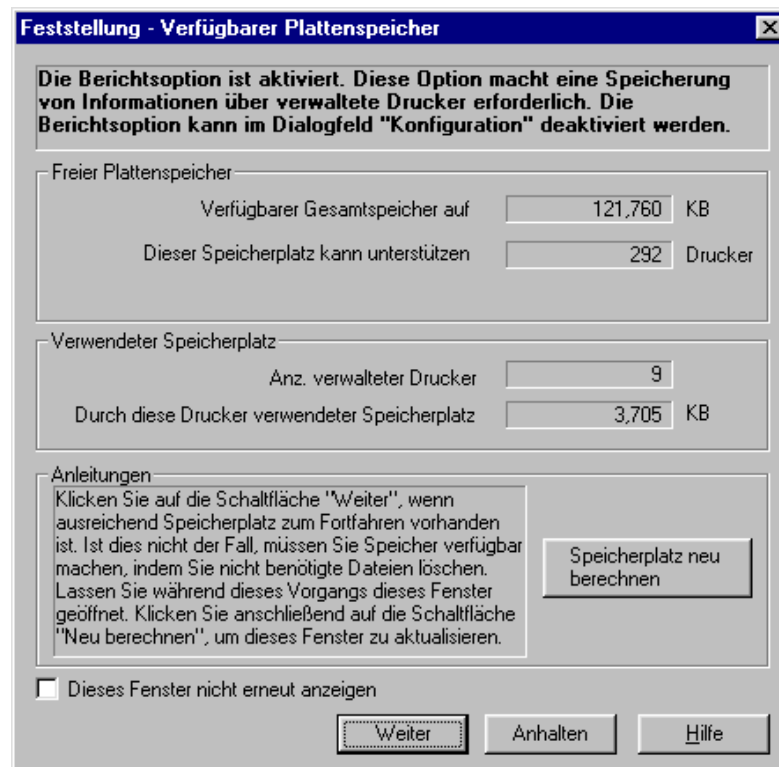 Feststellung - Verfügbarer Plattenspeicher
Die Berichtsoption ist aktiviert. Diese Option macht eine Speicherung
von Informationen über verwaltete Drucker erforderlich. Die
Berichtsoption kann im Dialogfeld "Konfiguration" deaktiviert werden.
Freier Plattenspeicher
Verfügbarer Gesamtspeicher auf 121,760 KB
Dieser Speicherplatz kann unterstützen 292 Drucker
Verwendeter Speicherplatz
Anz. verwalteter Drucker 9
Durch diese Drucker verwendeter Speicherplatz 3,705 KB
Anleitungen
Klicken Sie auf die Schaltfläche "Weiter", wenn
ausreichend Speicherplatz zum Fortfahren vorhanden
ist. Ist dies nicht der Fall, müssen Sie Speicher verfügbar
machen, indem Sie nicht benötigte Dateien löschen.
Lassen Sie während dieses Vorgangs dieses Fenster
geöffnet. Klicken Sie anschließend auf die Schaltfläche
"Neu berechnen", um dieses Fenster zu aktualisieren.
Speicherplatz neu
berechnen
Dieses Fenster nicht erneut anzeigen
Weiter Anhalten Hilfe